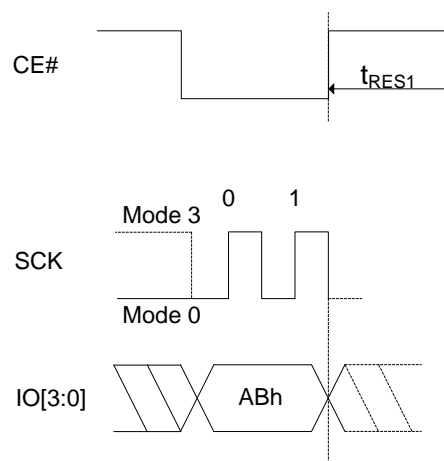 CE#
tRES1
0 1
Mode 3
SCK
Mode 0
IO[3:0]
ABh